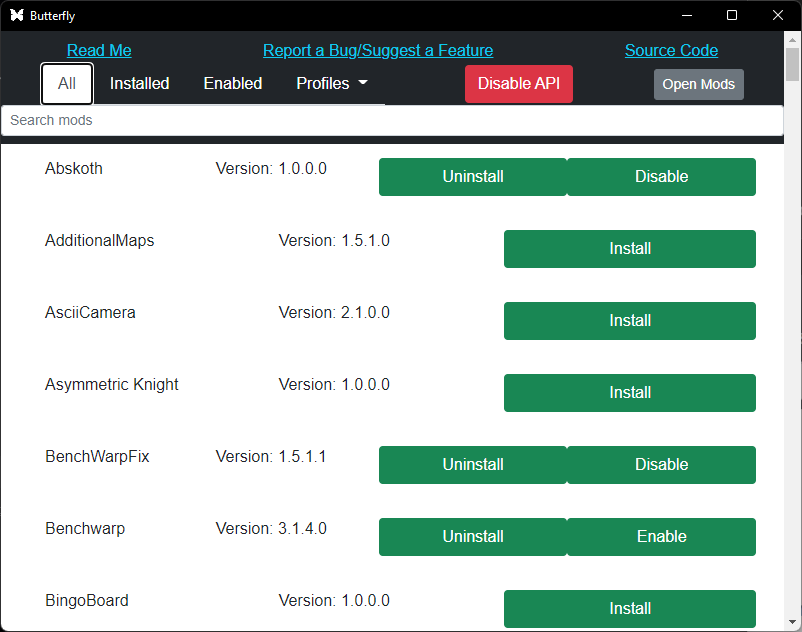 Butterfly
Read Me Report a Bug/Suggest a Feature Source Code
All Installed Enabled Profiles Disable API Open Mods
Search mods
Abskoth Version: 1.0.0.0 Uninstall Disable
AdditionalMaps Version: 1.5.1.0 Install
AsciiCamera Version: 2.1.0.0 Install
Asymmetric Knight Version: 1.0.0.0 Install
BenchWarpFix Version: 1.5.1.1 Uninstall Disable
Benchwarp Version: 3.1.4.0 Uninstall Enable
BingoBoard Version: 1.0.0.0 Install